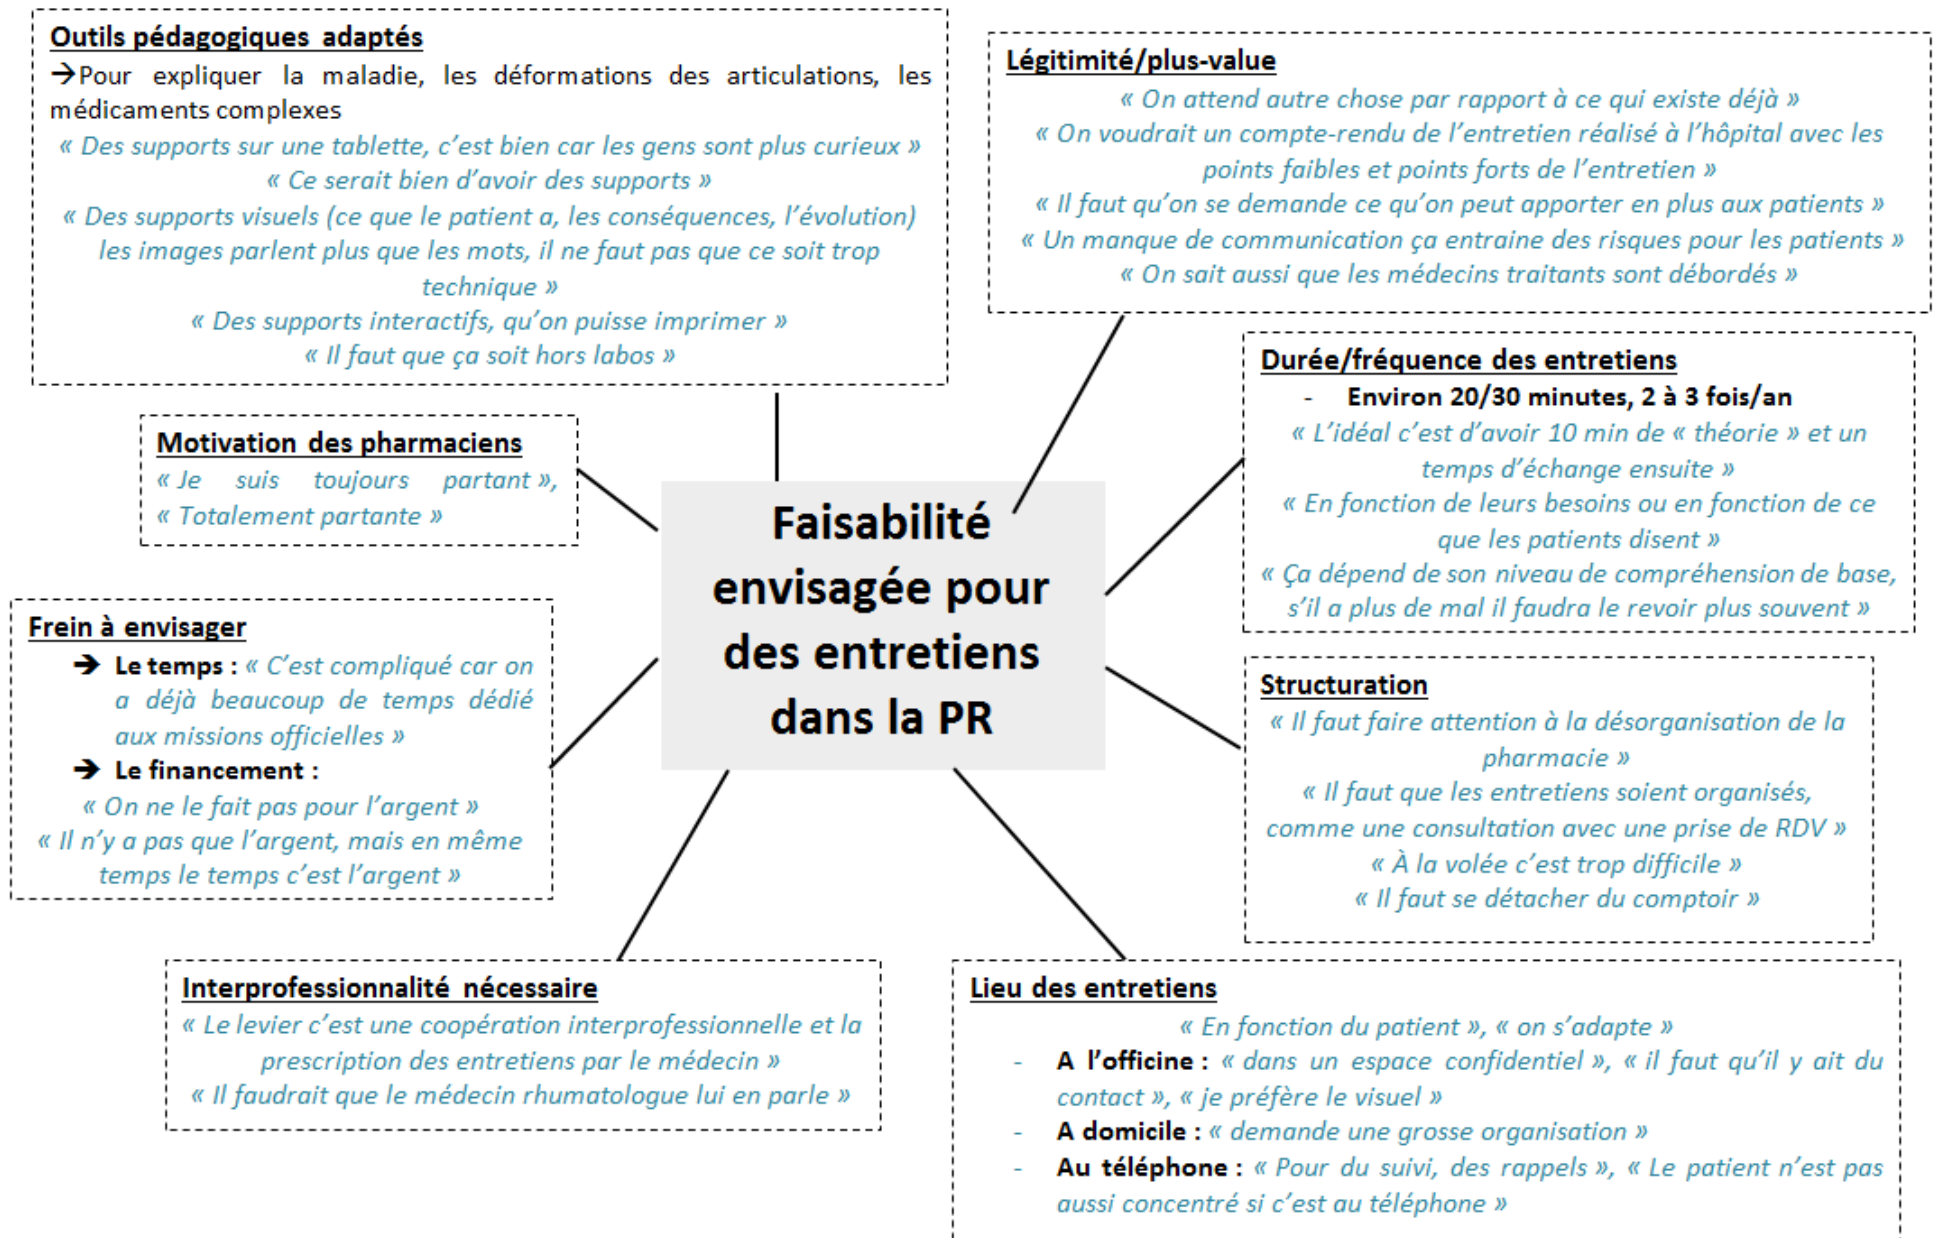 Outils pédagogiques adaptés
→Pour expliquer la maladie, les déformations des articulations, les
médicaments complexes
« Des supports sur une tablette, c’est bien car les gens sont plus curieux »
« Ce serait bien d’avoir des supports »
« Des supports visuels (ce que le patient a, les conséquences, l’évolution)
les images parlent plus que les mots, il ne faut pas que ce soit trop
technique »
« Des supports interactifs, qu’on puisse imprimer »
« Il faut que ça soit hors labos »
Légitimité/plus-value
« On attend autre chose par rapport à ce qui existe déjà »
« On voudrait un compte-rendu de l’entretien réalisé à l’hôpital avec les
points faibles et points forts de l’entretien »
« Il faut qu’on se demande ce qu’on peut apporter en plus aux patients »
« Un manque de communication ça entraine des risques pour les patients »
« On sait aussi que les médecins traitants sont débordés »
Durée/fréquence des entretiens
- Environ 20/30 minutes, 2 à 3 fois/an
« L’idéal c’est d’avoir 10 min de « théorie » et un
temps d’échange ensuite »
« En fonction de leurs besoins ou en fonction de ce
que les patients disent »
« Ça dépend de son niveau de compréhension de base,
s’il a plus de mal il faudra le revoir plus souvent »
Motivation des pharmaciens
« Je suis toujours partant »,
« Totalement partante »
Faisabilité
envisagée pour
des entretiens
dans la PR
Frein à envisager
→ Le temps : « C’est compliqué car on
a déjà beaucoup de temps dédié
aux missions officielles »
→ Le financement :
« On ne le fait pas pour l’argent »
« Il n’y a pas que l’argent, mais en même
temps le temps c’est l’argent »
Structuration
« Il faut faire attention à la désorganisation de la
pharmacie »
« Il faut que les entretiens soient organisés,
comme une consultation avec une prise de RDV »
« À la volée c’est trop difficile »
« Il faut se détacher du comptoir »
Interprofessionnalité nécessaire
« Le levier c’est une coopération interprofessionnelle et la
prescription des entretiens par le médecin »
« Il faudrait que le médecin rhumatologue lui en parle »
Lieu des entretiens
« En fonction du patient », « on s’adapte »
- A l’officine : « dans un espace confidentiel », « il faut qu’il y ait du
contact », « je préfère le visuel »
- A domicile : « demande une grosse organisation »
- Au téléphone : « Pour du suivi, des rappels », « Le patient n’est pas
aussi concentré si c’est au téléphone »